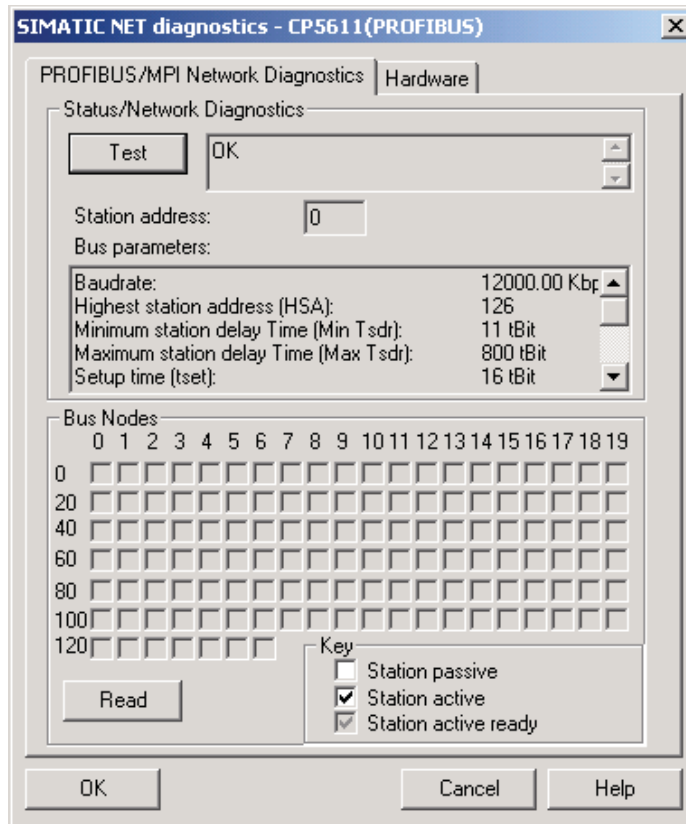 SIMATIC NET diagnostics - CP5611(PROFIBUS)
PROFIBUS/MPI Network Diagnostics Hardware
Status/Network Diagnostics
Test OK
Station address: 0
Bus parameters:
Baudrate: 12000.00 Kbp
Highest station address (HSA): 126
Minimum station delay Time (Min Tsdr): 11 tBit
Maximum station delay Time (Max Tsdr): 800 tBit
Setup time (tset): 16 tBit
Bus Nodes
0 1 2 3 4 5 6 7 8 9 10 11 12 13 14 15 16 17 18 19
0
20
40
60
80
100
120
Key
Station passive
Read
Station active
Station active ready
OK Cancel Help